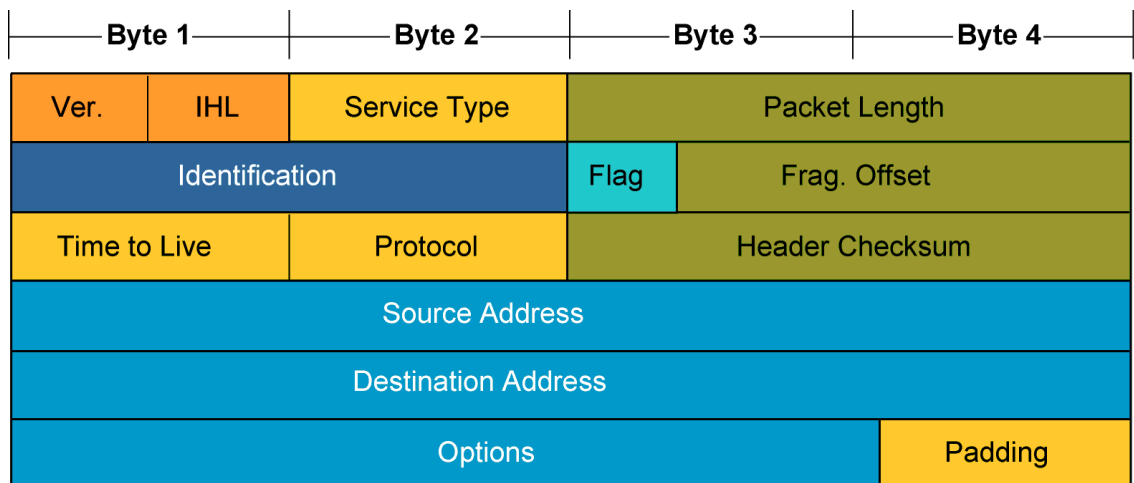 Byte 1 Byte 2 Byte 3 Byte 4
Ver. IHL Service Type Packet Length
Identification Flag Frag. Offset
Time to Live Protocol Header Checksum
Source Address
Destination Address
Options Padding